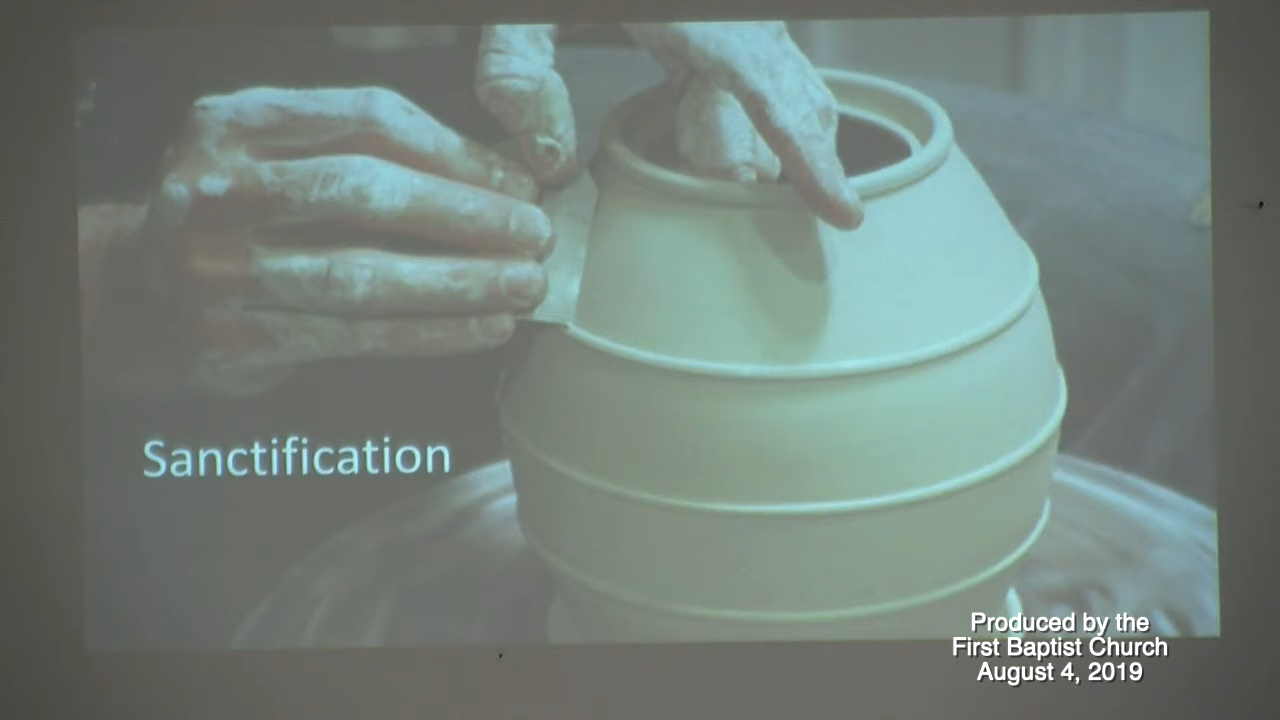 Sanctification
Produced by the
First Baptist Church
August 4, 2019